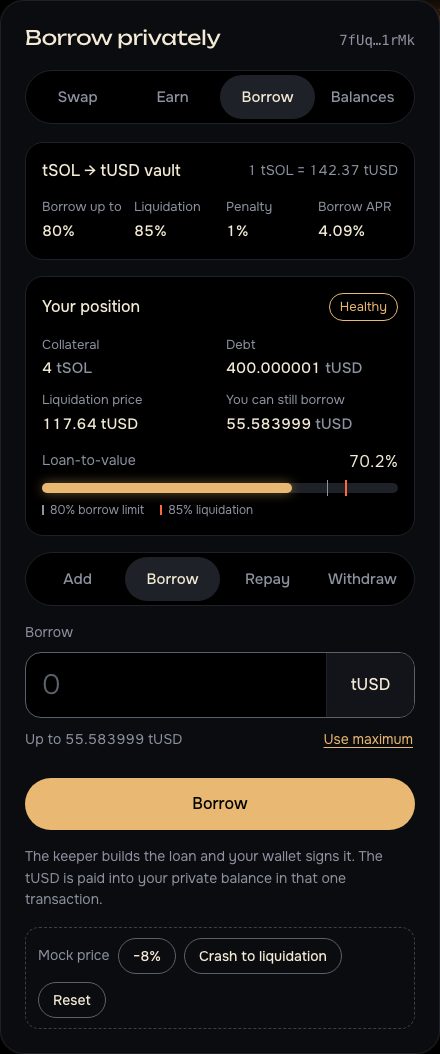 Borrow privately
7fUq…1rMk
Swap Earn Borrow Balances
tSOL → tUSD vault
1 tSOL = 142.37 tUSD
Borrow up to Liquidation Penalty Borrow APR
80% 85% 1% 4.09%
Your position
Healthy
Collateral Debt
4 tSOL 400.000001 tUSD
Liquidation price You can still borrow
117.64 tUSD 55.583999 tUSD
Loan-to-value 70.2%
80% borrow limit 85% liquidation
Add Borrow Repay Withdraw
Borrow
0 tUSD
Up to 55.583999 tUSD Use maximum
Borrow
The keeper builds the loan and your wallet signs it. The
tUSD is paid into your private balance in that one
transaction.
Mock price -8% Crash to liquidation
Reset